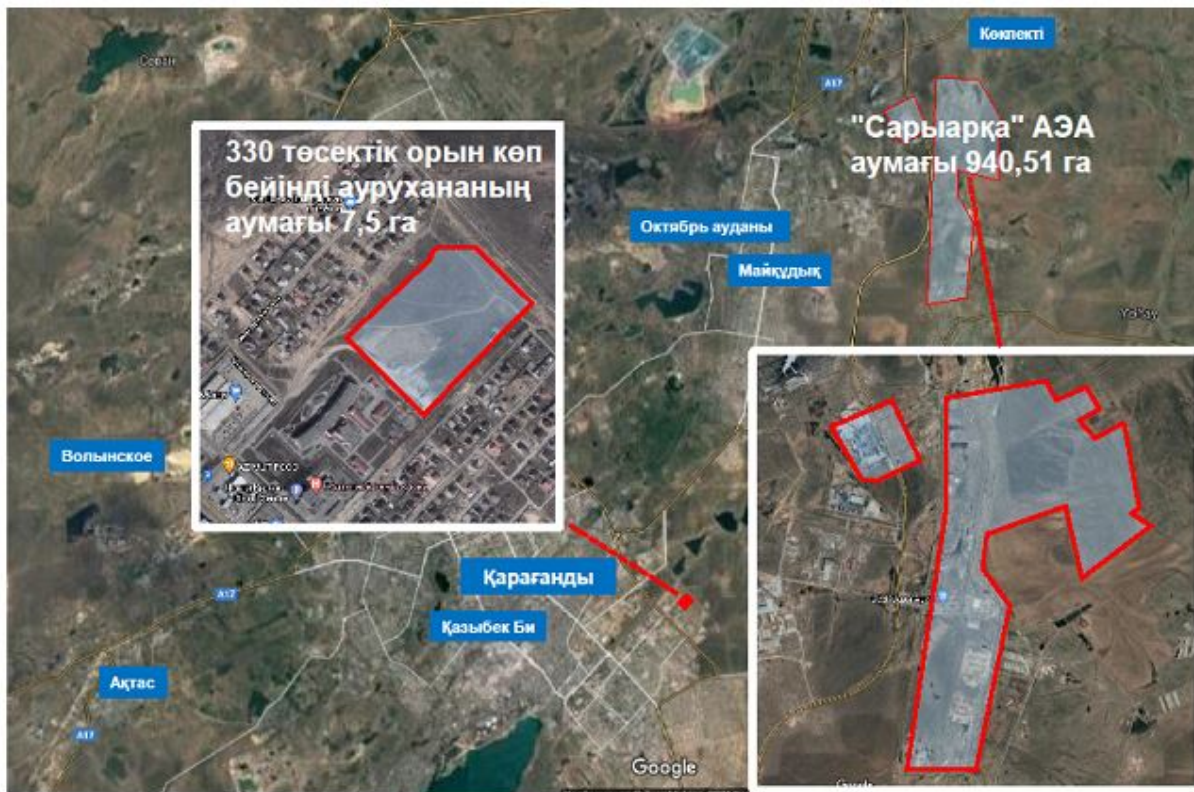 Көкпекті
A17
"Сарыарқа" АЭА
аумағы 940,51 га
330 төсектік орын көп
бейінді аурухананың
аумағы 7,5 га
Октябрь ауданы
Майқұдық
Волынское
Қарағанды
A17
Қазыбек Би
Ақтас
A17
Google